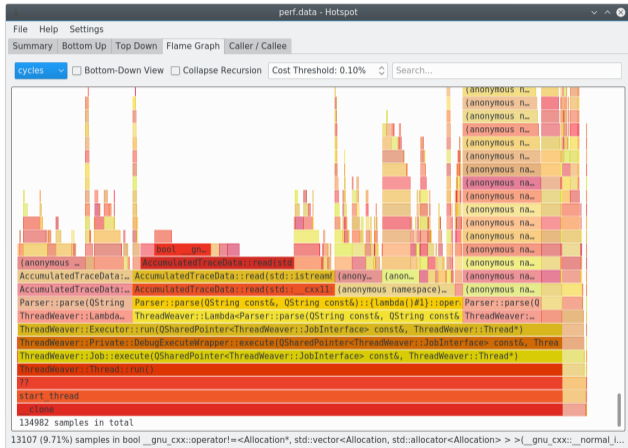 perf.data - Hotspot
File Help Settings
Summary Bottom Up Top Down Flame Graph Caller / Callee
cycles Bottom-Down View Collapse Recursion Cost Threshold: 0.10% Search...
(anonymous n...
(anonymous n...
(anonymous n...
(anonymous n...
(anonymous n...
(anonymous n...
(anonymous na...
(anonymous na...
(anonymous na...
(anonymous na...
(anonymous na...
(anonymous na...
bool __gn... (anonymous na...
(anonymous ... AccumulatedTraceData::read(std (anonymous na...
AccumulatedTraceData:... AccumulatedTraceData::read(std::istream& (anony... (anon... (anonymous na...
AccumulatedTraceData:... AccumulatedTraceData::read(std::__cxx11 (anonymous namespace)... (anonymous na...
Parser::parse(QString Parser::parse(QString const&, QString const&)::{lambda()#1}::oper Parser::parse(Q
ThreadWeaver::Lambda... ThreadWeaver::Lambda<Parser::parse(QString const&, QString const& ThreadWeaver:...
ThreadWeaver::Executor::run(QSharedPointer<ThreadWeaver::JobInterface> const&, ThreadWeaver::Thread*)
ThreadWeaver::Private::DebugExecuteWrapper::execute(QSharedPointer<ThreadWeaver::JobInterface> const&, Threa
ThreadWeaver::Job::execute(QSharedPointer<ThreadWeaver::JobInterface> const&, ThreadWeaver::Thread*)
ThreadWeaver::Thread::run()
??
start_thread
__clone
134982 samples in total
13107 (9.71%) samples in bool __gnu_cxx::operator!=<Allocation*, std::vector<Allocation, std::allocator<Allocation> > >(__gnu_cxx::__normal_i...